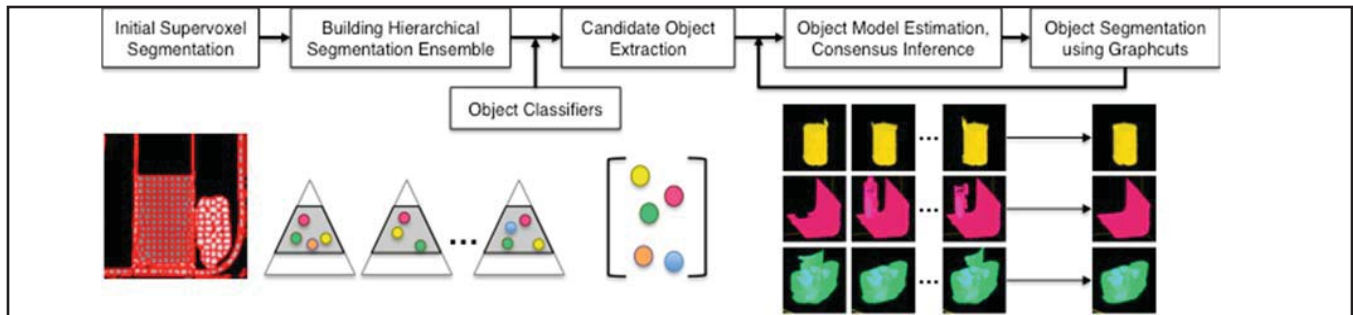 Initial Supervoxel
Segmentation
Building Hierarchical
Segmentation Ensemble
Candidate Object
Extraction
Object Model Estimation,
Consensus Inference
Object Segmentation
using Graphcuts
Object Classifiers
...
...
...
...